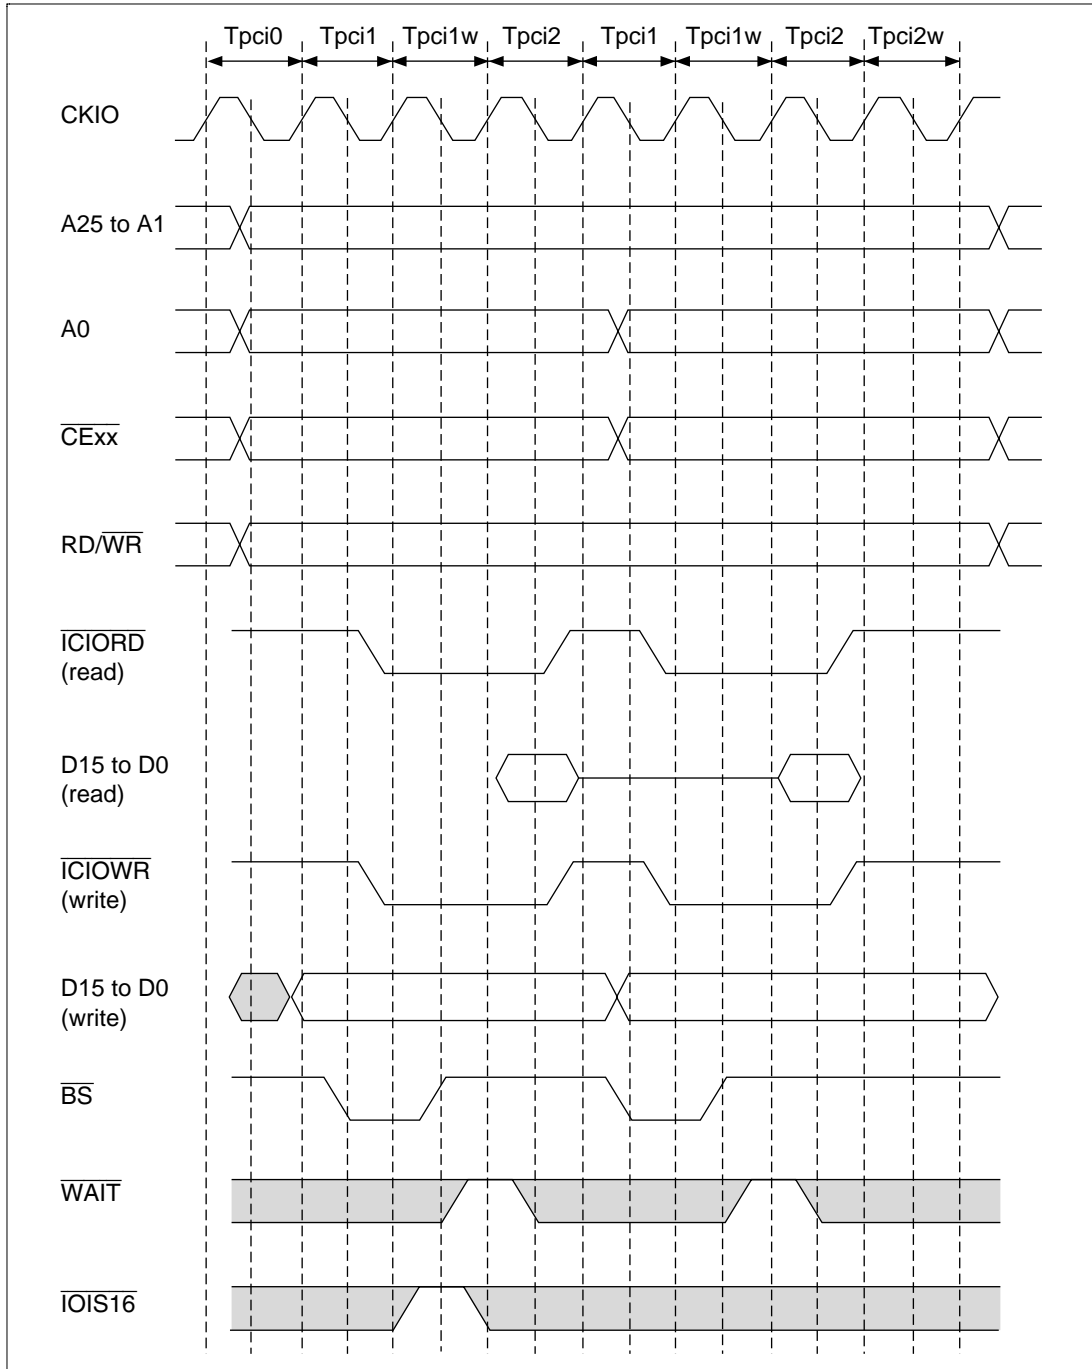 Tpci0 Tpci1 Tpci1w Tpci2 Tpci1 Tpci1w Tpci2 Tpci2w
CKIO
A25 to A1
A0
CExx
RD/WR
ICIORD
(read)
D15 to D0
(read)
ICIOWR
(write)
D15 to D0
(write)
BS
WAIT
IOIS16